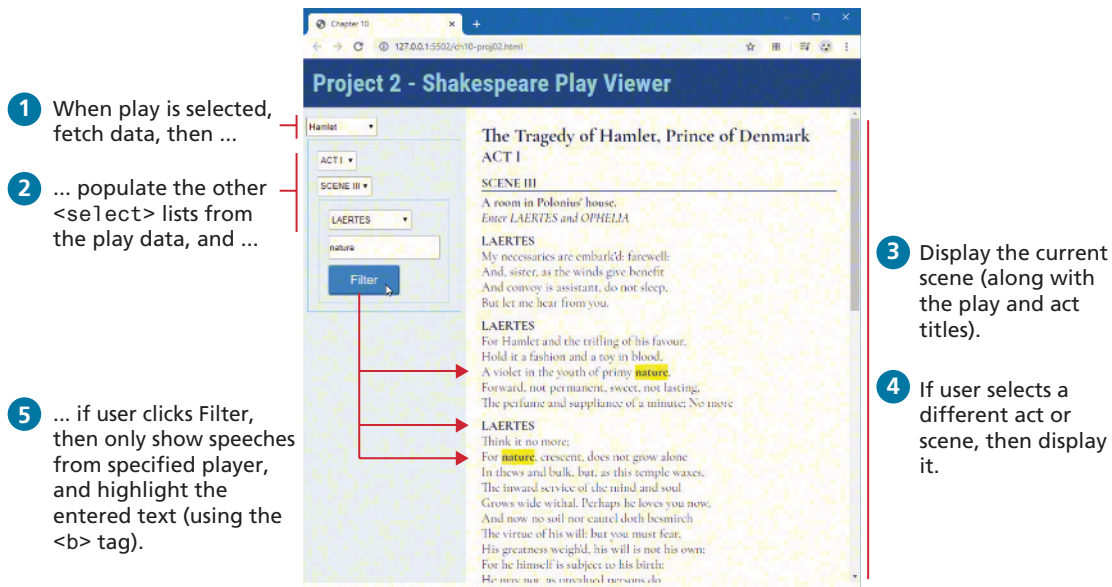 Chapter 10
127.0.0.1:5502/ch10-proj02.html
Project 2 - Shakespeare Play Viewer
1 When play is selected,
fetch data, then ...
2 ... populate the other
<select> lists from
the play data, and ...
5 ... if user clicks Filter,
then only show speeches
from specified player,
and highlight the
entered text (using the
<b> tag).
Hamlet
ACT I
SCENE III
LAERTES
nature
Filter
The Tragedy of Hamlet, Prince of Denmark
ACT I
SCENE III
A room in Polonius' house.
Enter LAERTES and OPHELIA
LAERTES
My necessaries are embark'd: farewell:
And, sister, as the winds give benefit
And convoy is assistant, do not sleep,
But let me hear from you.
LAERTES
For Hamlet and the trifling of his favour,
Hold it a fashion and a toy in blood,
A violet in the youth of primy nature,
Forward, not permanent, sweet, not lasting,
The perfume and suppliance of a minute; No more
LAERTES
Think it no more;
For nature, crescent, does not grow alone
In thews and bulk, but, as this temple waxes,
The inward service of the mind and soul
Grows wide withal. Perhaps he loves you now,
And now no soil nor cautel doth besmirch
The virtue of his will: but you must fear,
His greatness weigh'd, his will is not his own;
For he himself is subject to his birth:
He may not, as unvalued persons do,
3 Display the current
scene (along with
the play and act
titles).
4 If user selects a
different act or
scene, then display
it.